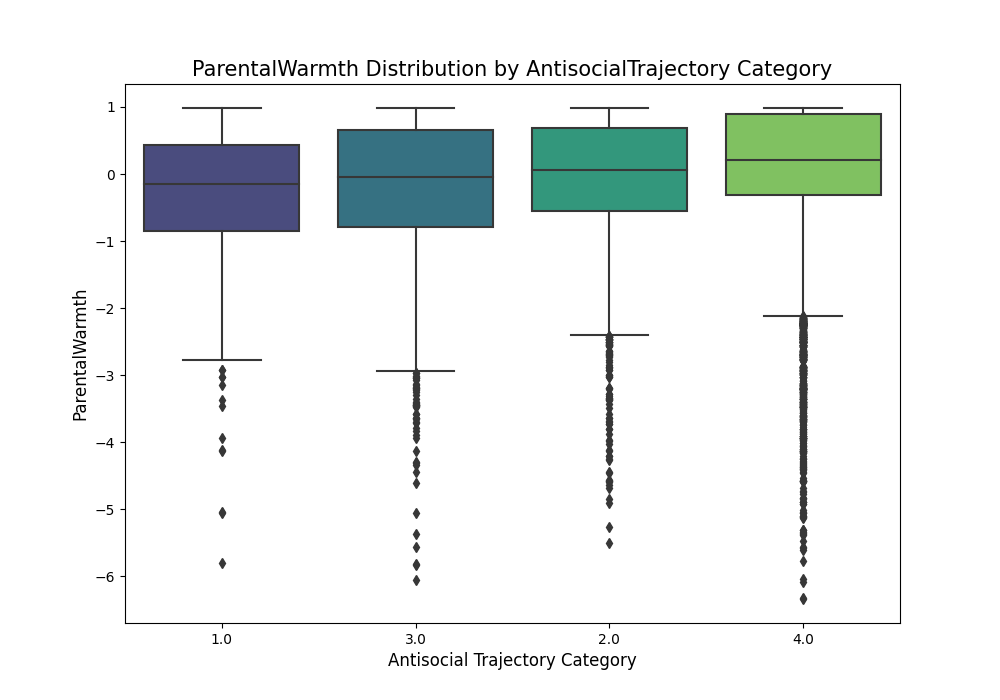 ParentalWarmth Distribution by AntisocialTrajectory Category
1
0
−1
−2
−3
−4
−5
−6
ParentalWarmth
1.0 3.0 2.0 4.0
Antisocial Trajectory Category